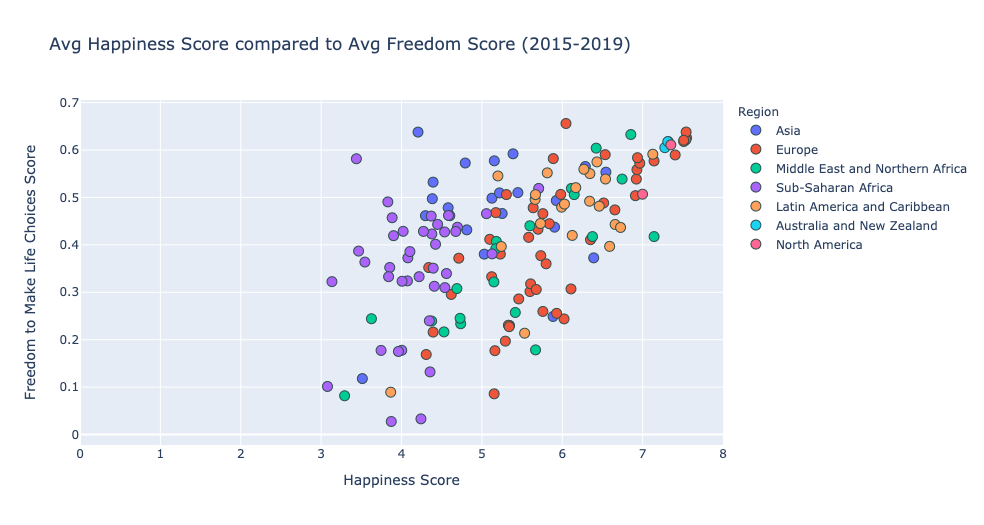 Avg Happiness Score compared to Avg Freedom Score (2015-2019)
Freedom to Make Life Choices Score
0.7
0.6
0.5
0.4
0.3
0.2
0.1
0
0 1 2 3 4 5 6 7 8
Happiness Score
Region
Asia
Europe
Middle East and Northern Africa
Sub-Saharan Africa
Latin America and Caribbean
Australia and New Zealand
North America